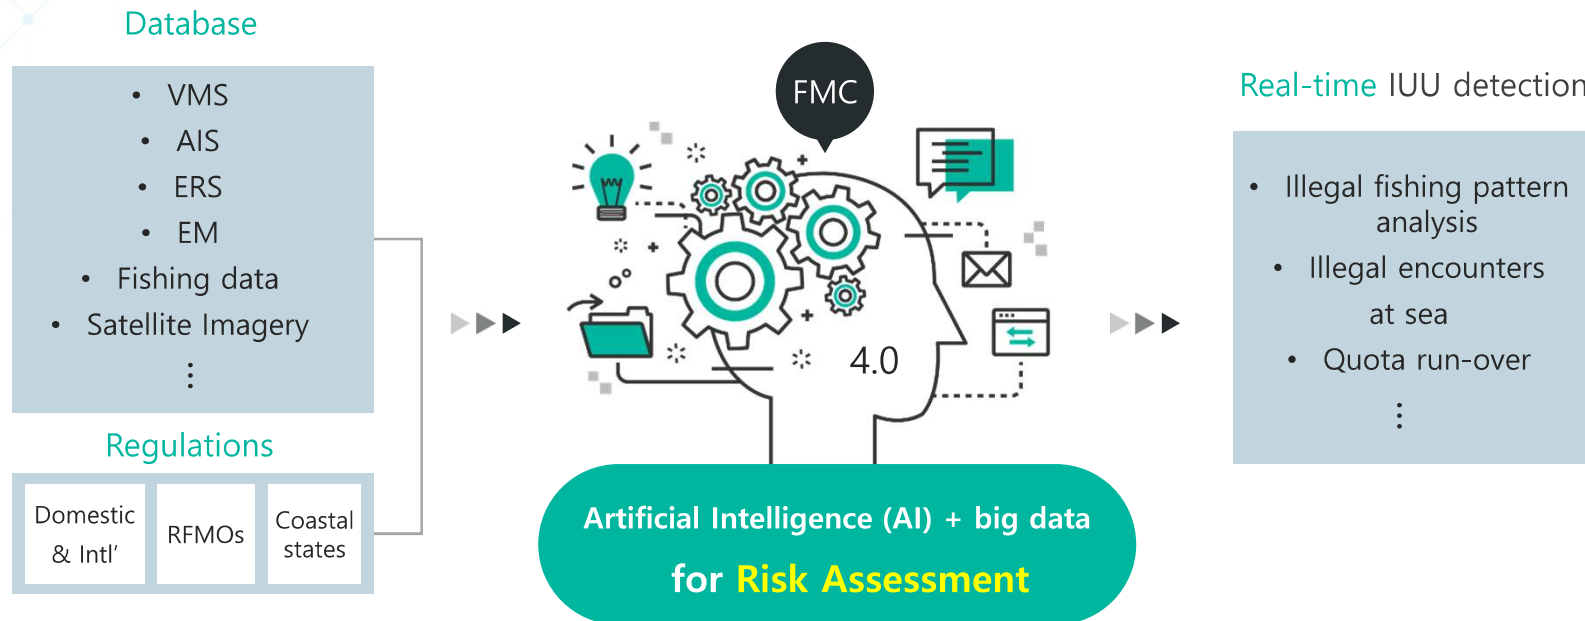 Database
• VMS
• AIS
• ERS
• EM
• Fishing data
• Satellite Imagery
⋮
Regulations
Domestic
& Intl’
RFMOs
Coastal
states
FMC
4.0
Artificial Intelligence (AI) + big data
for Risk Assessment
Real-time IUU detection
• Illegal fishing pattern
analysis
• Illegal encounters
at sea
• Quota run-over
⋮